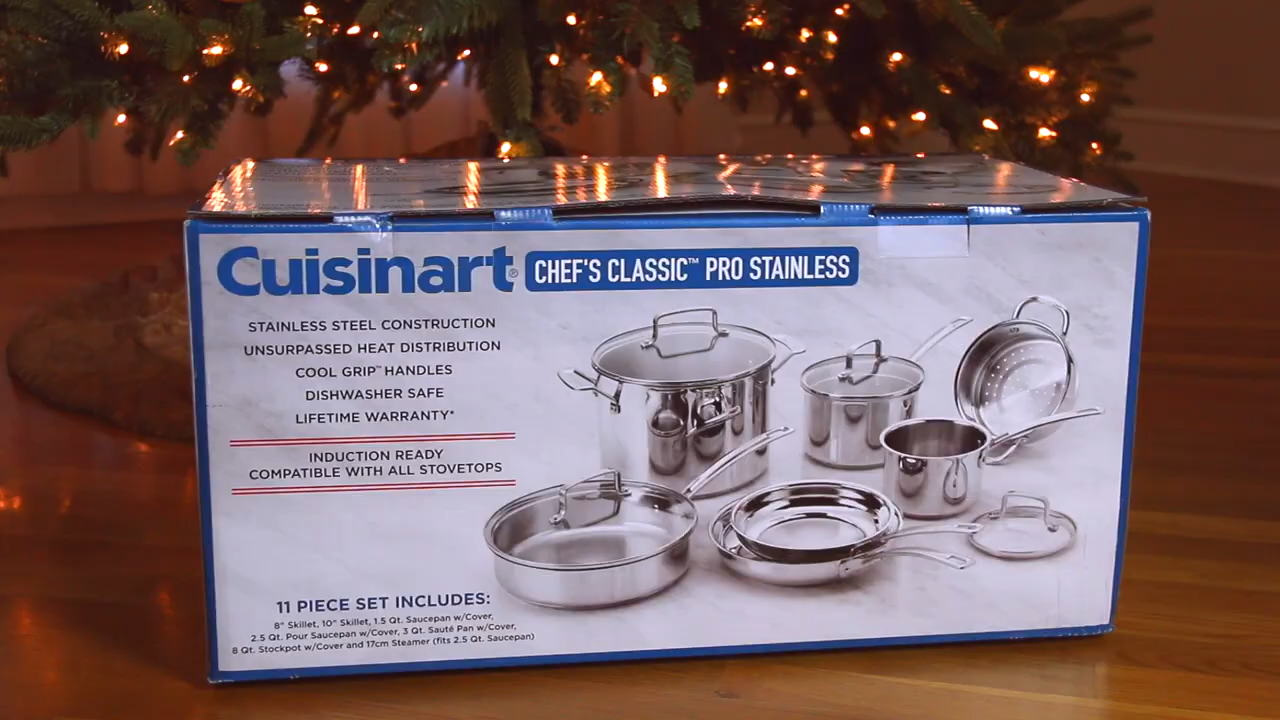 Cuisinart® CHEF'S CLASSIC™ PRO STAINLESS
STAINLESS STEEL CONSTRUCTION
UNSURPASSED HEAT DISTRIBUTION
COOL GRIP™ HANDLES
DISHWASHER SAFE
LIFETIME WARRANTY*
INDUCTION READY
COMPATIBLE WITH ALL STOVETOPS
11 PIECE SET INCLUDES:
8" Skillet, 10" Skillet, 1.5 Qt. Saucepan w/Cover,
2.5 Qt. Pour Saucepan w/Cover, 3 Qt. Sauté Pan w/Cover,
8 Qt. Stockpot w/Cover and 17cm Steamer (fits 2.5 Qt. Saucepan)